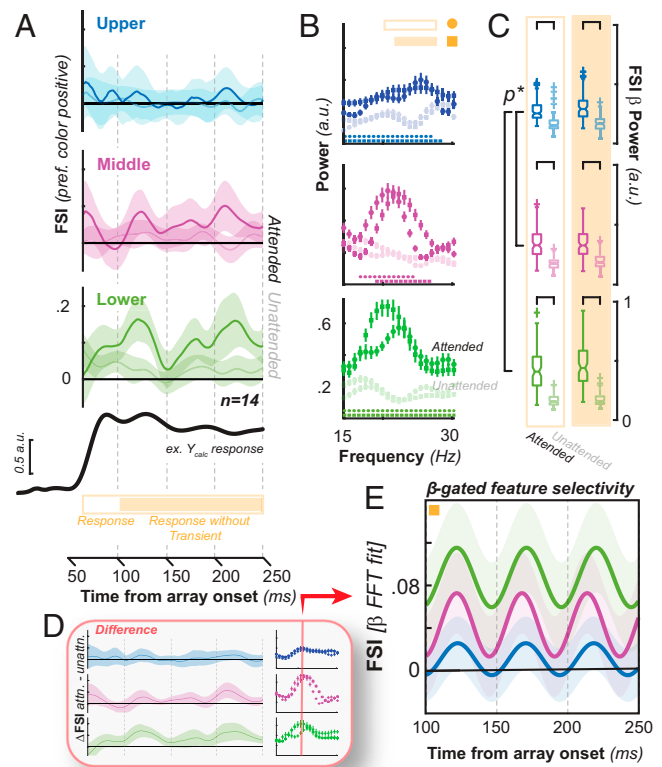 A
Upper
Middle
Lower
FSI (pref. color positive)
.2
0
Attended
Unattended
n=14
0.5 a.u.
ex. Ycalc response
Response
Response without
Transient
50 100 150 200 250
Time from array onset (ms)
B
Power (a.u.)
.6
.2
Attended
Unattended
15 30
Frequency (Hz)
C
p*
FSI β Power (a.u.)
1
0
Attended
Unattended
D
Difference
Δ FSI attn. - unattn.
E
β-gated feature selectivity
FSI [β FFT fit]
.08
0
100 150 200 250
Time from array onset (ms)